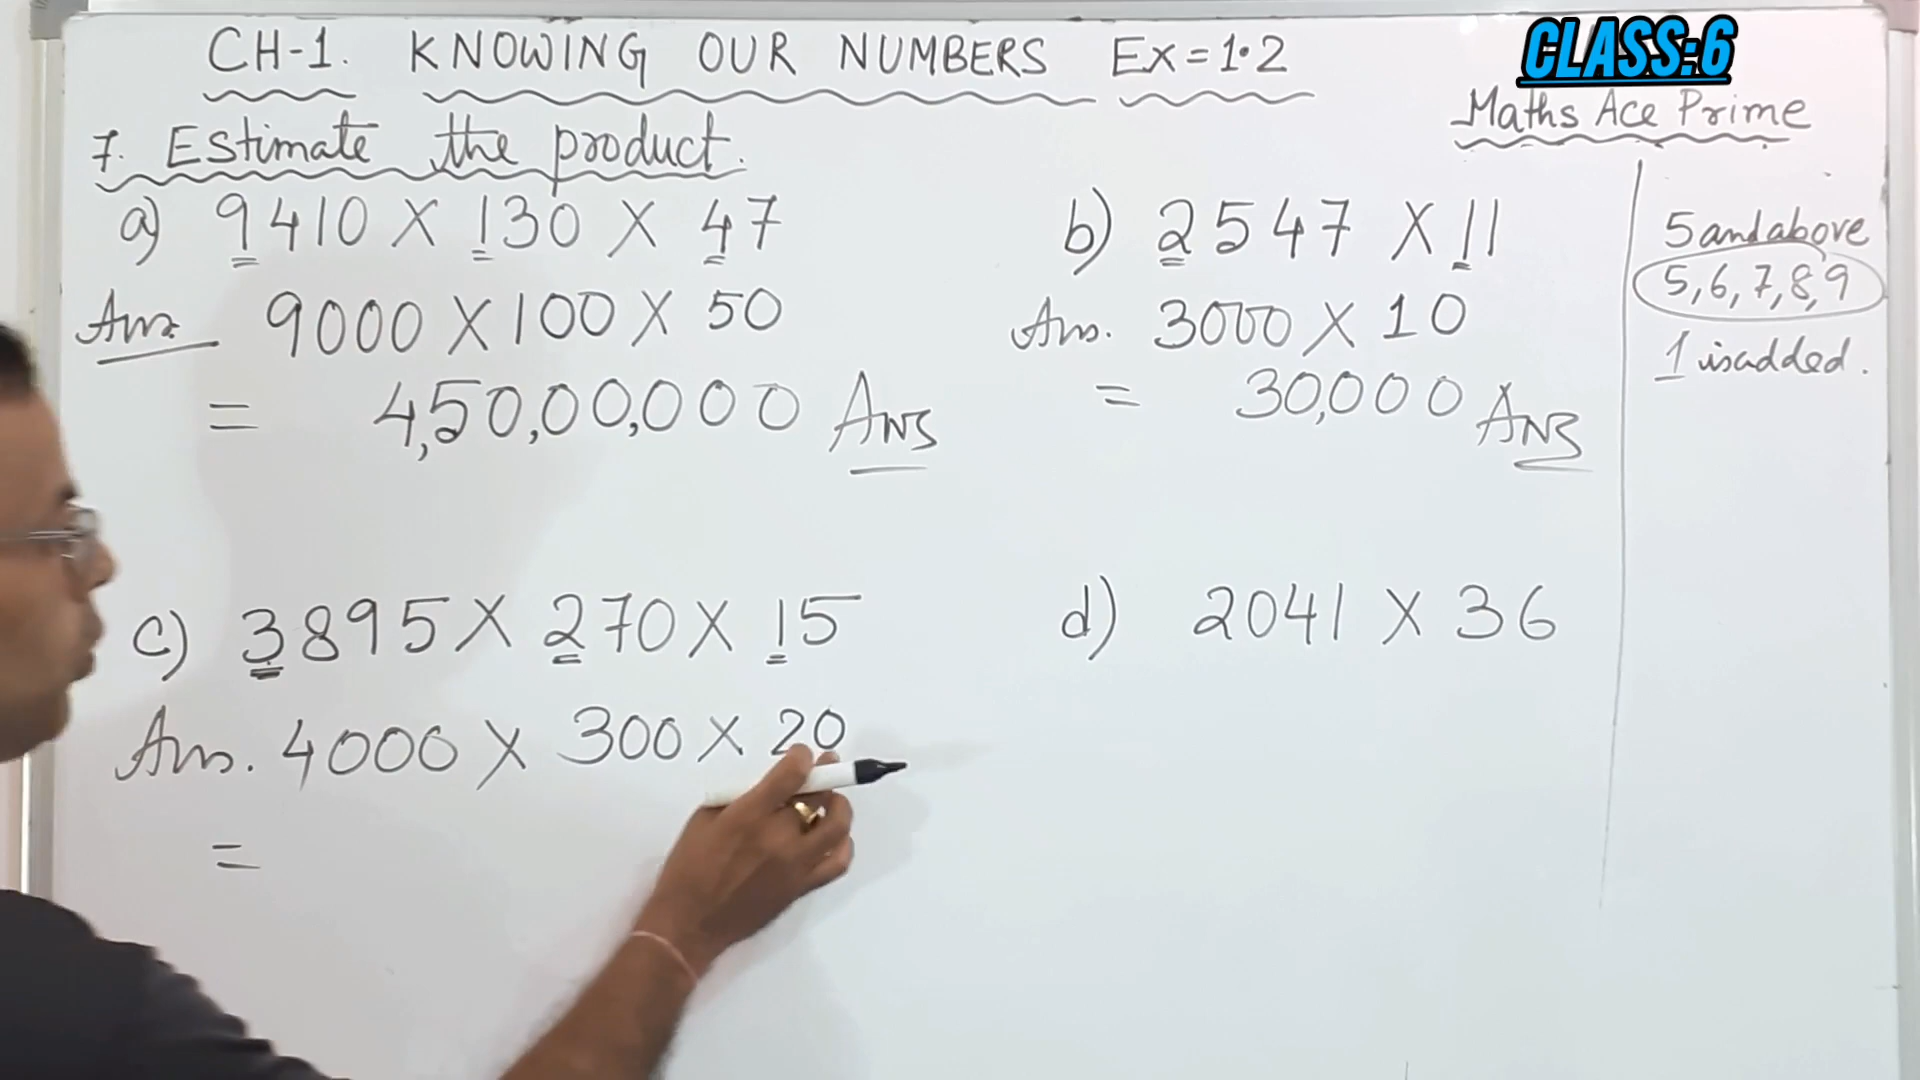 CH-1. KNOWING OUR NUMBERS Ex=1.2
CLASS:6
Maths Ace Prime
7. Estimate the product.
a) 9410 X 130 X 47
Ans. 9000 X 100 X 50
= 4,50,00,000 Ans
b) 2547 X 11
Ans. 3000 X 10
= 30,000 Ans
5 and above
5,6,7,8,9
1 is added.
c) 3895 X 270 X 15
Ans. 4000 X 300 X 20
=
d) 2041 X 36